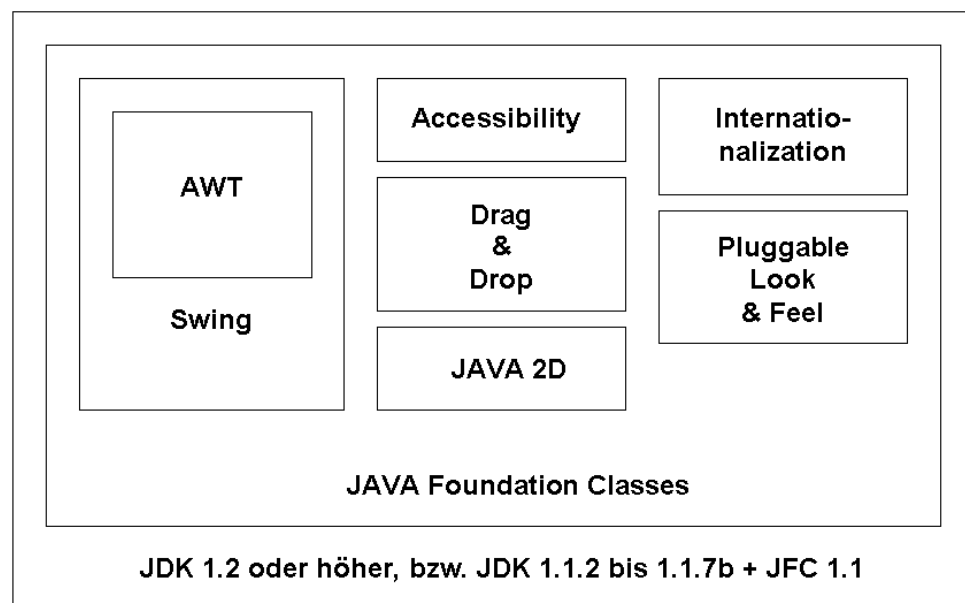 AWT
Swing
Accessibility
Drag
&
Drop
JAVA 2D
Internatio-
nalization
Pluggable
Look
& Feel
JAVA Foundation Classes
JDK 1.2 oder höher, bzw. JDK 1.1.2 bis 1.1.7b + JFC 1.1